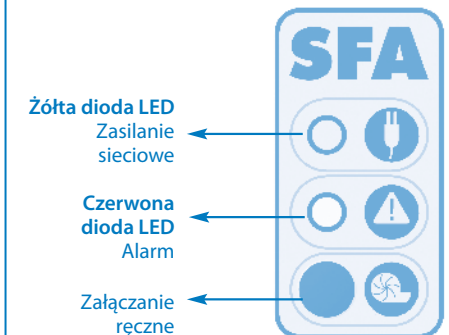 SFA
Żółta dioda LED
Zasilanie
sieciowe
Czerwona
dioda LED
Alarm
Załączanie
ręczne